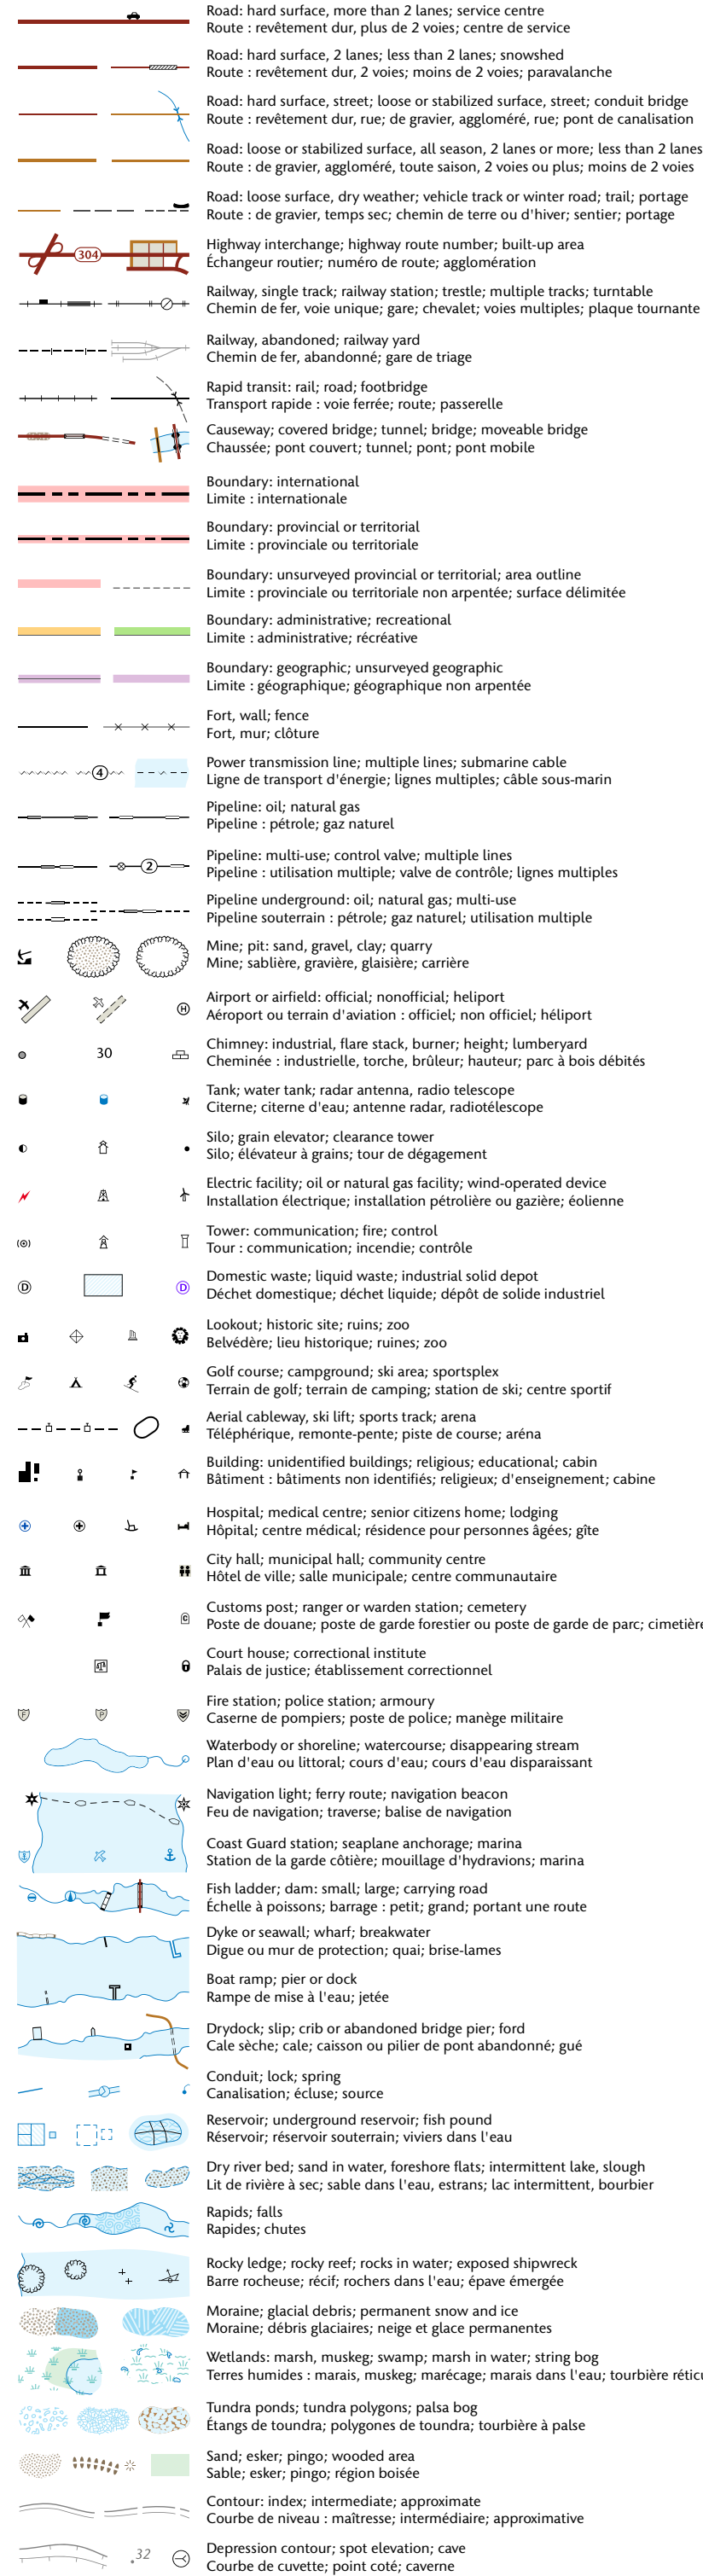 Road: hard surface, more than 2 lanes; service centre
Route : revêtement dur, plus de 2 voies; centre de service
Road: hard surface, 2 lanes; less than 2 lanes; snowshed
Route : revêtement dur, 2 voies; moins de 2 voies; paravalanche
Road: hard surface, street; loose or stabilized surface, street; conduit bridge
Route : revêtement dur, rue; de gravier, aggloméré, rue; pont de canalisation
Road: loose or stabilized surface, all season, 2 lanes or more; less than 2 lanes
Route : de gravier, aggloméré, toute saison, 2 voies ou plus; moins de 2 voies
Road: loose surface, dry weather; vehicle track or winter road; trail; portage
Route : de gravier, temps sec; chemin de terre ou d'hiver; sentier; portage
304
Highway interchange; highway route number; built-up area
Échangeur routier; numéro de route; agglomération
Railway, single track; railway station; trestle; multiple tracks; turntable
Chemin de fer, voie unique; gare; chevalet; voies multiples; plaque tournante
Railway, abandoned; railway yard
Chemin de fer, abandonné; gare de triage
Rapid transit: rail; road; footbridge
Transport rapide : voie ferrée; route; passerelle
Causeway; covered bridge; tunnel; bridge; moveable bridge
Chaussée; pont couvert; tunnel; pont; pont mobile
Boundary: international
Limite : internationale
Boundary: provincial or territorial
Limite : provinciale ou territoriale
Boundary: unsurveyed provincial or territorial; area outline
Limite : provinciale ou territoriale non arpentée; surface délimitée
Boundary: administrative; recreational
Limite : administrative; récréative
Boundary: geographic; unsurveyed geographic
Limite : géographique; géographique non arpentée
Fort, wall; fence
Fort, mur; clôture
4
Power transmission line; multiple lines; submarine cable
Ligne de transport d'énergie; lignes multiples; câble sous-marin
Pipeline: oil; natural gas
Pipeline : pétrole; gaz naturel
2
Pipeline: multi-use; control valve; multiple lines
Pipeline : utilisation multiple; valve de contrôle; lignes multiples
Pipeline underground: oil; natural gas; multi-use
Pipeline souterrain : pétrole; gaz naturel; utilisation multiple
Mine; pit: sand, gravel, clay; quarry
Mine; sablière, gravière, glaisière; carrière
H
Airport or airfield: official; nonofficial; heliport
Aéroport ou terrain d'aviation : officiel; non officiel; héliport
30
Chimney: industrial, flare stack, burner; height; lumberyard
Cheminée : industrielle, torche, brûleur; hauteur; parc à bois débités
Tank; water tank; radar antenna, radio telescope
Citerne; citerne d'eau; antenne radar, radiotélescope
Silo; grain elevator; clearance tower
Silo; élévateur à grains; tour de dégagement
Electric facility; oil or natural gas facility; wind-operated device
Installation électrique; installation pétrolière ou gazière; éolienne
Tower: communication; fire; control
Tour : communication; incendie; contrôle
D D
Domestic waste; liquid waste; industrial solid depot
Déchet domestique; déchet liquide; dépôt de solide industriel
Lookout; historic site; ruins; zoo
Belvédère; lieu historique; ruines; zoo
Golf course; campground; ski area; sportsplex
Terrain de golf; terrain de camping; station de ski; centre sportif
Aerial cableway, ski lift; sports track; arena
Téléphérique, remonte-pente; piste de course; aréna
Building: unidentified buildings; religious; educational; cabin
Bâtiment : bâtiments non identifiés; religieux; d'enseignement; cabine
Hospital; medical centre; senior citizens home; lodging
Hôpital; centre médical; résidence pour personnes âgées; gîte
City hall; municipal hall; community centre
Hôtel de ville; salle municipale; centre communautaire
C
Customs post; ranger or warden station; cemetery
Poste de douane; poste de garde forestier ou poste de garde de parc; cimetière
Court house; correctional institute
Palais de justice; établissement correctionnel
F P
Fire station; police station; armoury
Caserne de pompiers; poste de police; manège militaire
Waterbody or shoreline; watercourse; disappearing stream
Plan d'eau ou littoral; cours d'eau; cours d'eau disparaissant
Navigation light; ferry route; navigation beacon
Feu de navigation; traverse; balise de navigation
Coast Guard station; seaplane anchorage; marina
Station de la garde côtière; mouillage d'hydravions; marina
Fish ladder; dam: small; large; carrying road
Échelle à poissons; barrage : petit; grand; portant une route
Dyke or seawall; wharf; breakwater
Digue ou mur de protection; quai; brise-lames
Boat ramp; pier or dock
Rampe de mise à l'eau; jetée
Drydock; slip; crib or abandoned bridge pier; ford
Cale sèche; cale; caisson ou pilier de pont abandonné; gué
Conduit; lock; spring
Canalisation; écluse; source
Reservoir; underground reservoir; fish pound
Réservoir; réservoir souterrain; viviers dans l'eau
Dry river bed; sand in water, foreshore flats; intermittent lake, slough
Lit de rivière à sec; sable dans l'eau, estrans; lac intermittent, bourbier
Rapids; falls
Rapides; chutes
Rocky ledge; rocky reef; rocks in water; exposed shipwreck
Barre rocheuse; récif; rochers dans l'eau; épave émergée
Moraine; glacial debris; permanent snow and ice
Moraine; débris glaciaires; neige et glace permanentes
Wetlands: marsh, muskeg; swamp; marsh in water; string bog
Terres humides : marais, muskeg; marécage; marais dans l'eau; tourbière réticu
Tundra ponds; tundra polygons; palsa bog
Étangs de toundra; polygones de toundra; tourbière à palse
Sand; esker; pingo; wooded area
Sable; esker; pingo; région boisée
Contour: index; intermediate; approximate
Courbe de niveau : maîtresse; intermédiaire; approximative
.32
Depression contour; spot elevation; cave
Courbe de cuvette; point coté; caverne